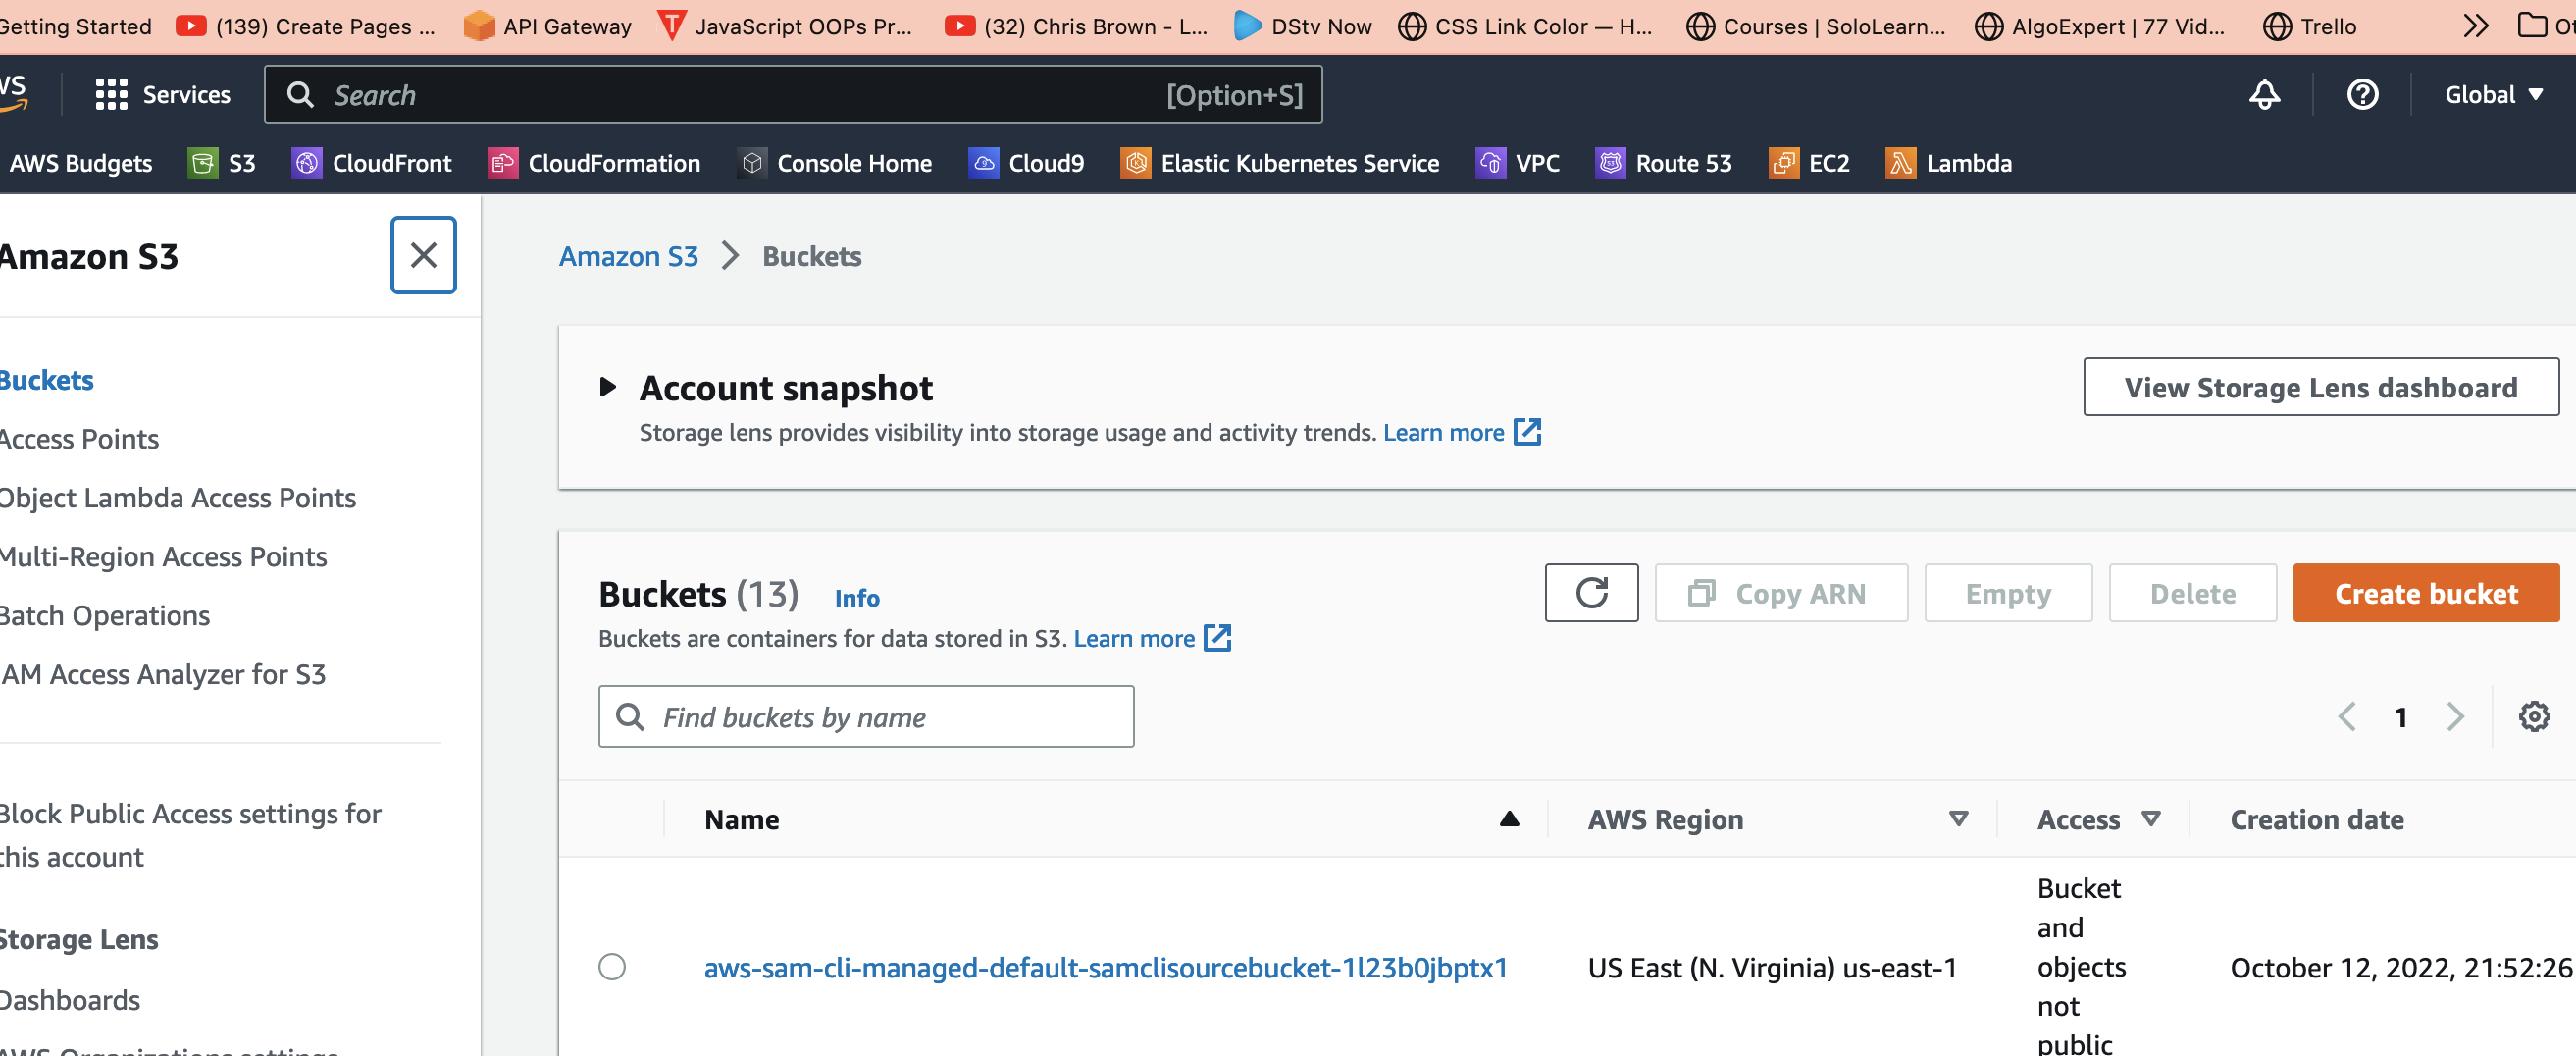 Getting Started (139) Create Pages ... API Gateway JavaScript OOPs Pr... (32) Chris Brown - L... DStv Now CSS Link Color — H... Courses | SoloLearn... AlgoExpert | 77 Vid... Trello
Services Search [Option+S] Global
AWS Budgets S3 CloudFront CloudFormation Console Home Cloud9 Elastic Kubernetes Service VPC Route 53 EC2 Lambda
Amazon S3
Buckets
Access Points
Object Lambda Access Points
Multi-Region Access Points
Batch Operations
IAM Access Analyzer for S3
Block Public Access settings for
this account
Storage Lens
Dashboards
AWS Organizations settings
Amazon S3 Buckets
Account snapshot
View Storage Lens dashboard
Storage lens provides visibility into storage usage and activity trends. Learn more
Buckets (13) Info
Copy ARN Empty Delete Create bucket
Buckets are containers for data stored in S3. Learn more
Find buckets by name
1
Name AWS Region Access Creation date
aws-sam-cli-managed-default-samclisourcebucket-1l23b0jbptx1 US East (N. Virginia) us-east-1
Bucket
and
objects
not
public
October 12, 2022, 21:52:26